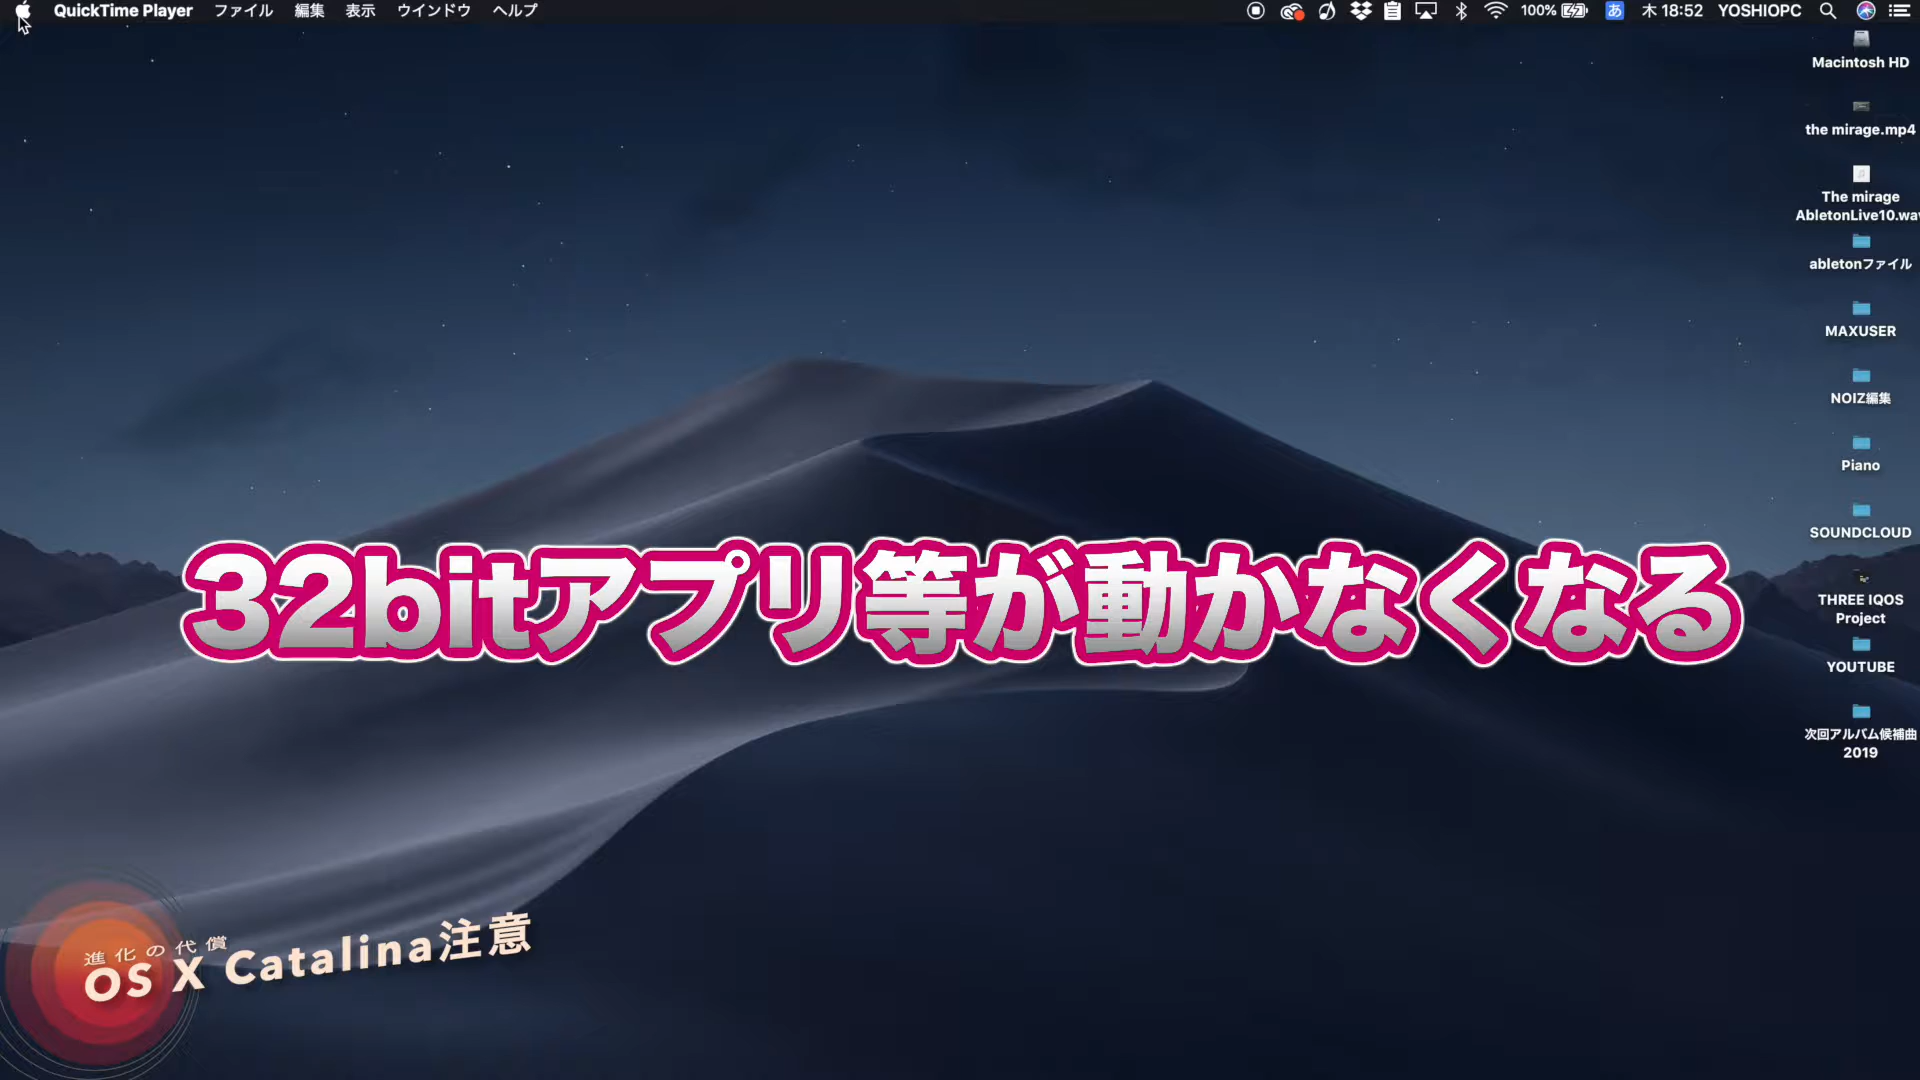 QuickTime Player ファイル 編集 表示 ウインドウ ヘルプ 100% あ 木 18:52 YOSHIOPC
Macintosh HD
the mirage.mp4
The mirage
AbletonLive10.wav
abletonファイル
MAXUSER
NOIZ編集
Piano
SOUNDCLOUD
THREE IQOS
Project
YOUTUBE
次回アルバム候補曲
2019
32bitアプリ等が動かなくなる
進化の代償
OS X Catalina注意